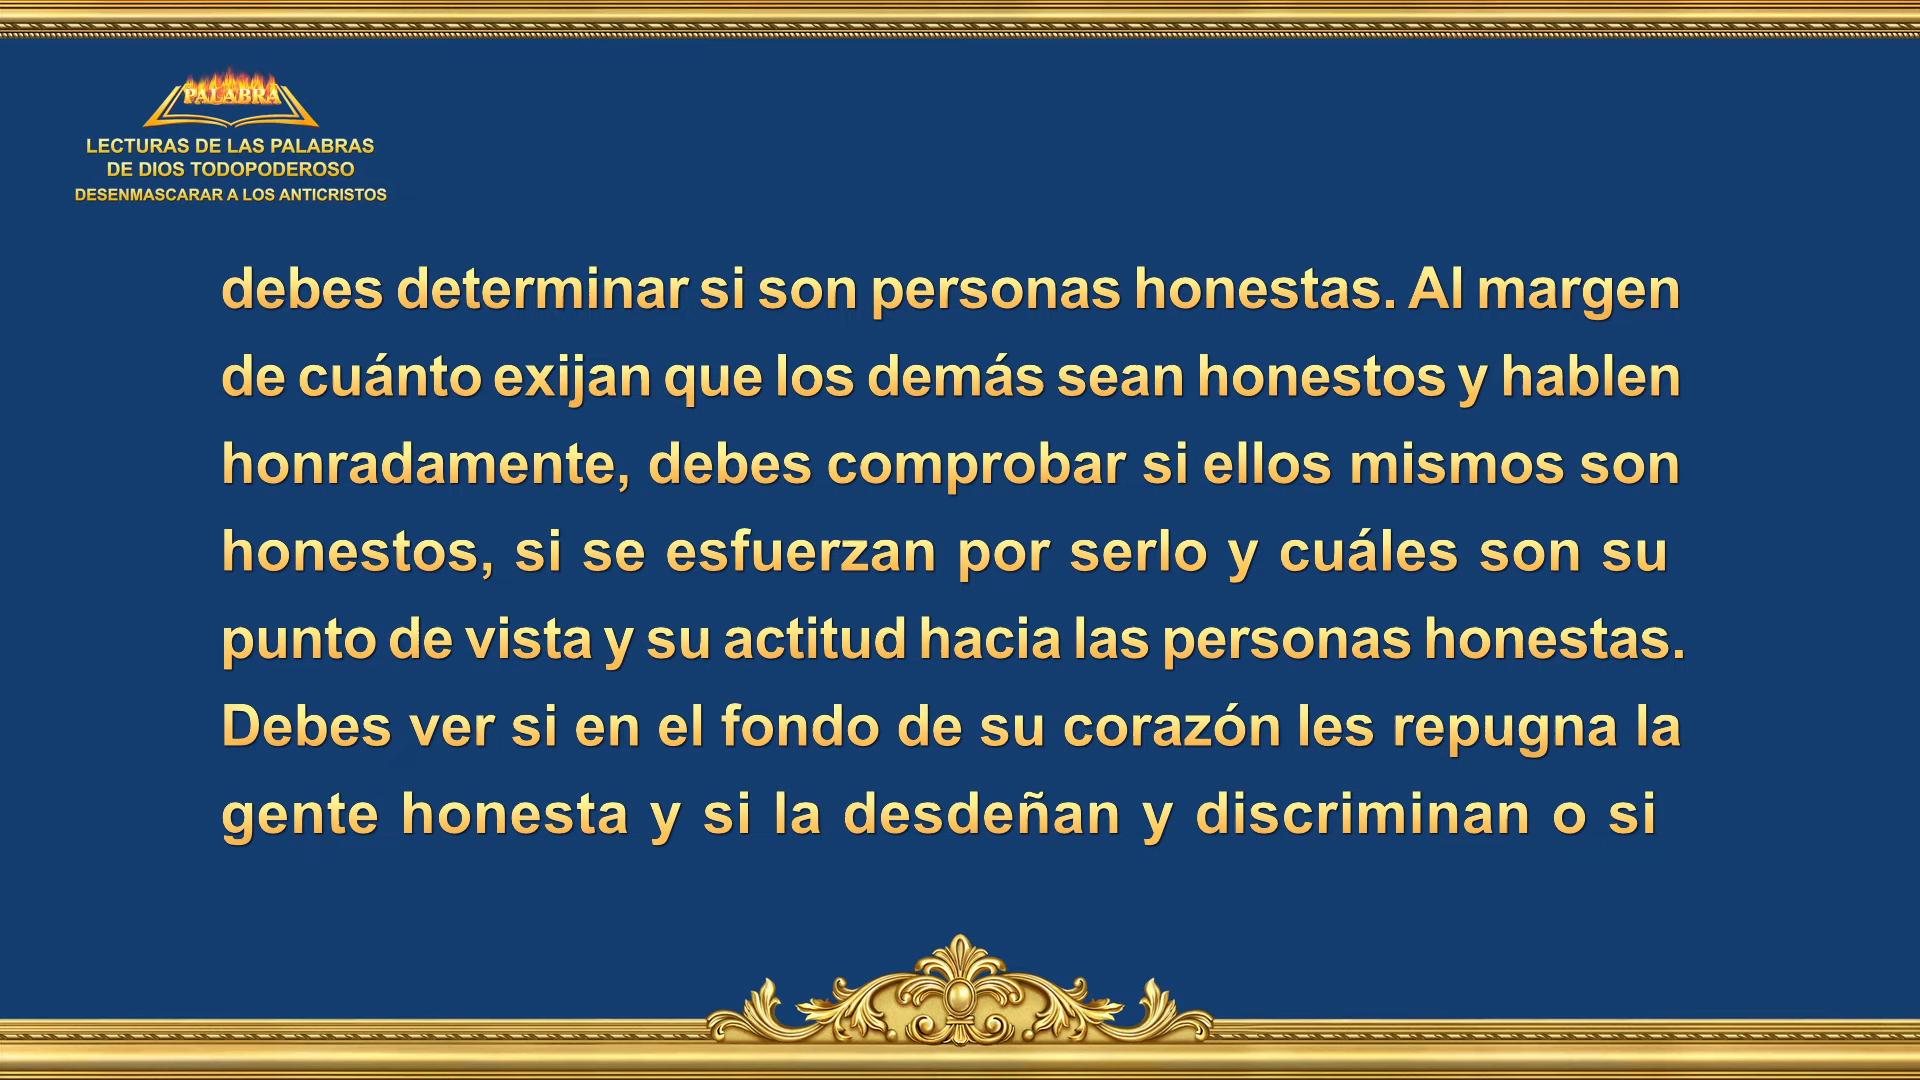 PALABRA
LECTURAS DE LAS PALABRAS
DE DIOS TODOPODEROSO
DESENMASCARAR A LOS ANTICRISTOS
debes determinar si son personas honestas. Al margen
de cuánto exijan que los demás sean honestos y hablen
honradamente, debes comprobar si ellos mismos son
honestos, si se esfuerzan por serlo y cuáles son su
punto de vista y su actitud hacia las personas honestas.
Debes ver si en el fondo de su corazón les repugna la
gente honesta y si la desdeñan y discriminan o si